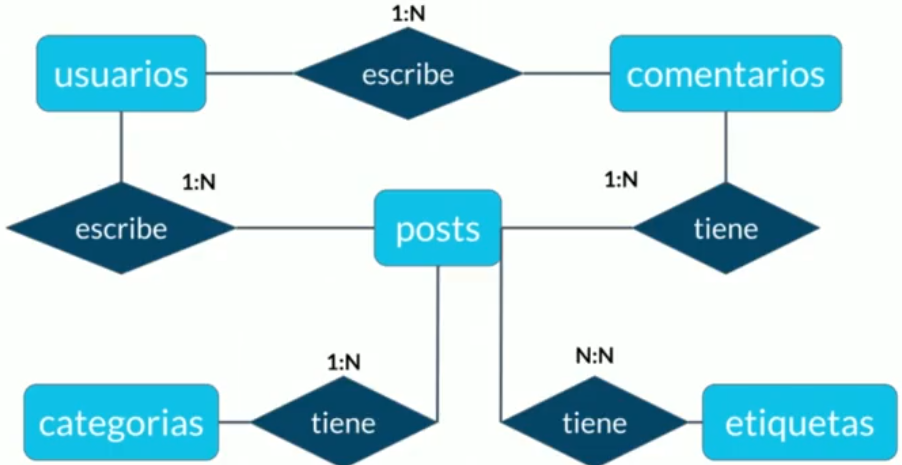 1:N
usuarios
escribe
comentarios
1:N
1:N
escribe
posts
tiene
1:N
N:N
categorias
tiene
tiene
etiquetas